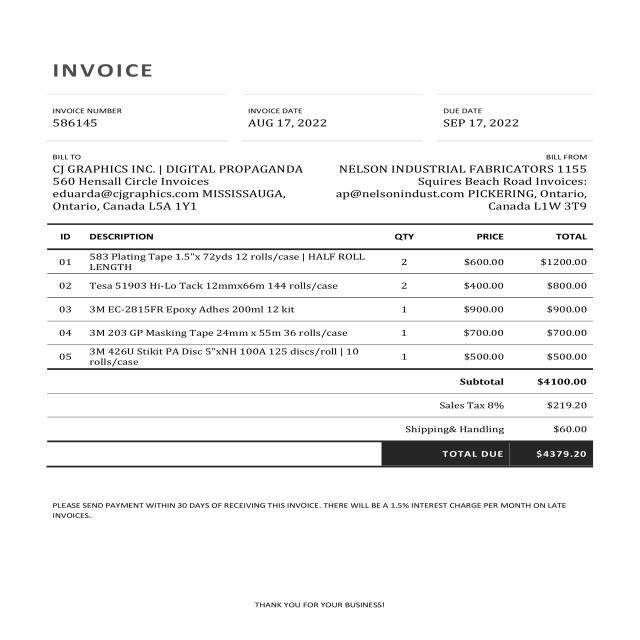 INVOICE
INVOICE NUMBER
586145
INVOICE DATE
AUG 17, 2022
DUE DATE
SEP 17, 2022
BILL TO
CJ GRAPHICS INC. | DIGITAL PROPAGANDA
560 Hensall Circle Invoices
eduarda@cjgraphics.com MISSISSAUGA,
Ontario, Canada L5A 1Y1
BILL FROM
NELSON INDUSTRIAL FABRICATORS 1155
Squires Beach Road Invoices:
ap@nelsonindust.com PICKERING, Ontario,
Canada L1W 3T9
ID DESCRIPTION QTY PRICE TOTAL
01 583 Plating Tape 1.5"x 72yds 12 rolls/case | HALF ROLL
LENGTH 2 $600.00 $1200.00
02 Tesa 51903 Hi-Lo Tack 12mmx66m 144 rolls/case 2 $400.00 $800.00
03 3M EC-2815FR Epoxy Adhes 200ml 12 kit 1 $900.00 $900.00
04 3M 203 GP Masking Tape 24mm x 55m 36 rolls/case 1 $700.00 $700.00
05 3M 426U Stikit PA Disc 5"xNH 100A 125 discs/roll | 10
rolls/case 1 $500.00 $500.00
Subtotal $4100.00
Sales Tax 8% $219.20
Shipping& Handling $60.00
TOTAL DUE $4379.20
PLEASE SEND PAYMENT WITHIN 30 DAYS OF RECEIVING THIS INVOICE. THERE WILL BE A 1.5% INTEREST CHARGE PER MONTH ON LATE
INVOICES.
THANK YOU FOR YOUR BUSINESS!